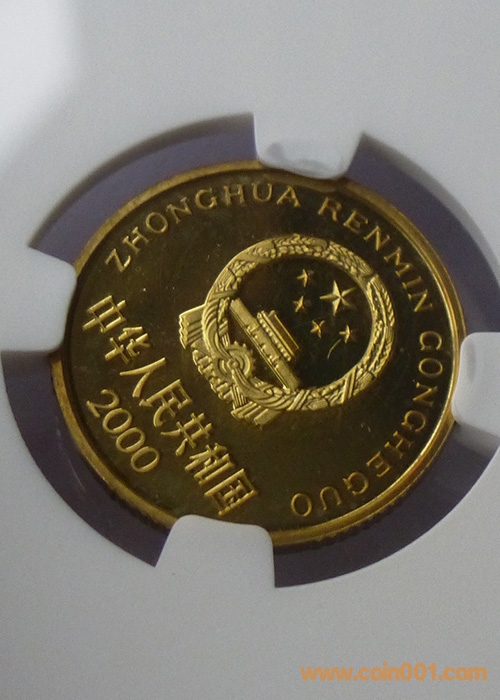 ZHONGHUA RENMIN GONGHEGUO
中华人民共和国
2000
www.coin001.com